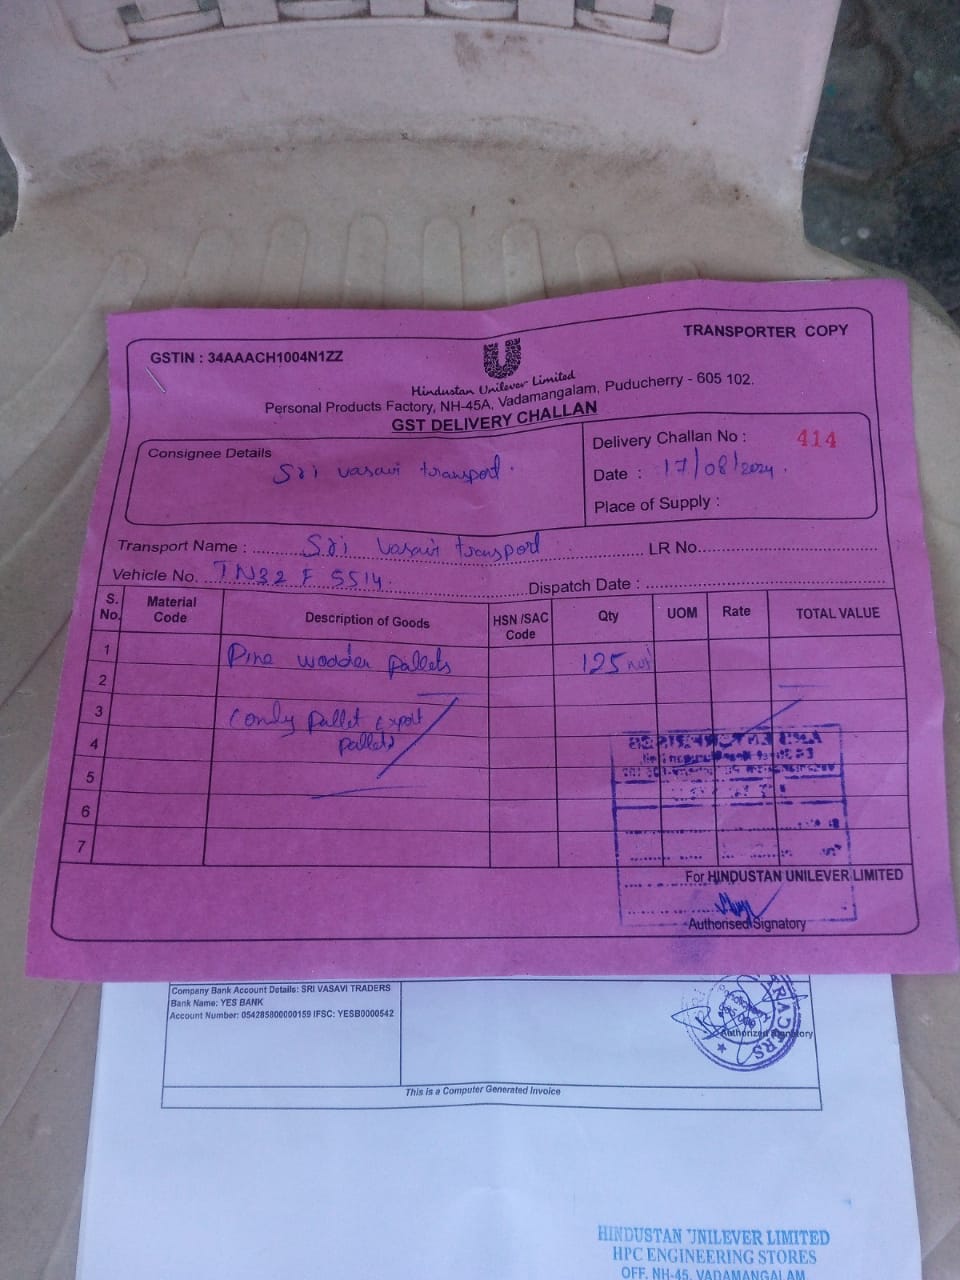 TRANSPORTER COPY
GSTIN : 34AAACH1004N1ZZ
Hindustan Unilever Limited
Personal Products Factory, NH-45A, Vadamangalam, Puducherry - 605 102.
GST DELIVERY CHALLAN
Consignee Details
Sri vasavi transport.
Delivery Challan No : 414
Date : 17/08/2024.
Place of Supply :
Transport Name : Sri vasavi transport LR No.
Vehicle No. TN32 F 5514. Dispatch Date :
S. No. Material Code Description of Goods HSN /SAC Code Qty UOM Rate TOTAL VALUE
1 Pine wooden pallets 125 nos
2
3 pallet export
4 pallets
5
6
7
For HINDUSTAN UNILEVER LIMITED
Authorised Signatory
Company Bank Account Details: SRI VASAVI TRADERS
Bank Name: YES BANK
Account Number: 054285800000159 IFSC: YESB0000542
TRADERS
Authorized Signatory
This is a Computer Generated Invoice
HINDUSTAN UNILEVER LIMITED
HPC ENGINEERING STORES
OFF. NH-45, VADAMANGALAM